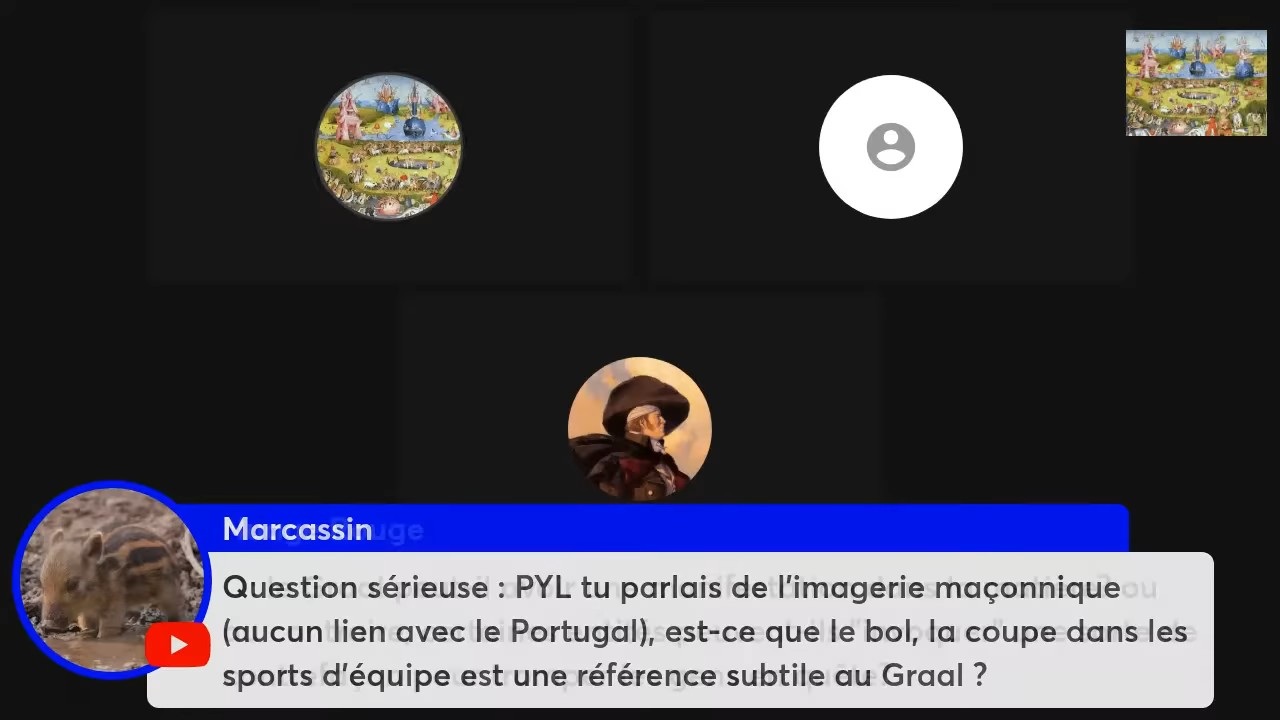 Marcassin
Question sérieuse : PYL tu parlais de l'imagerie maçonnique
(aucun lien avec le Portugal), est-ce que le bol, la coupe dans les
sports d'équipe est une référence subtile au Graal ?